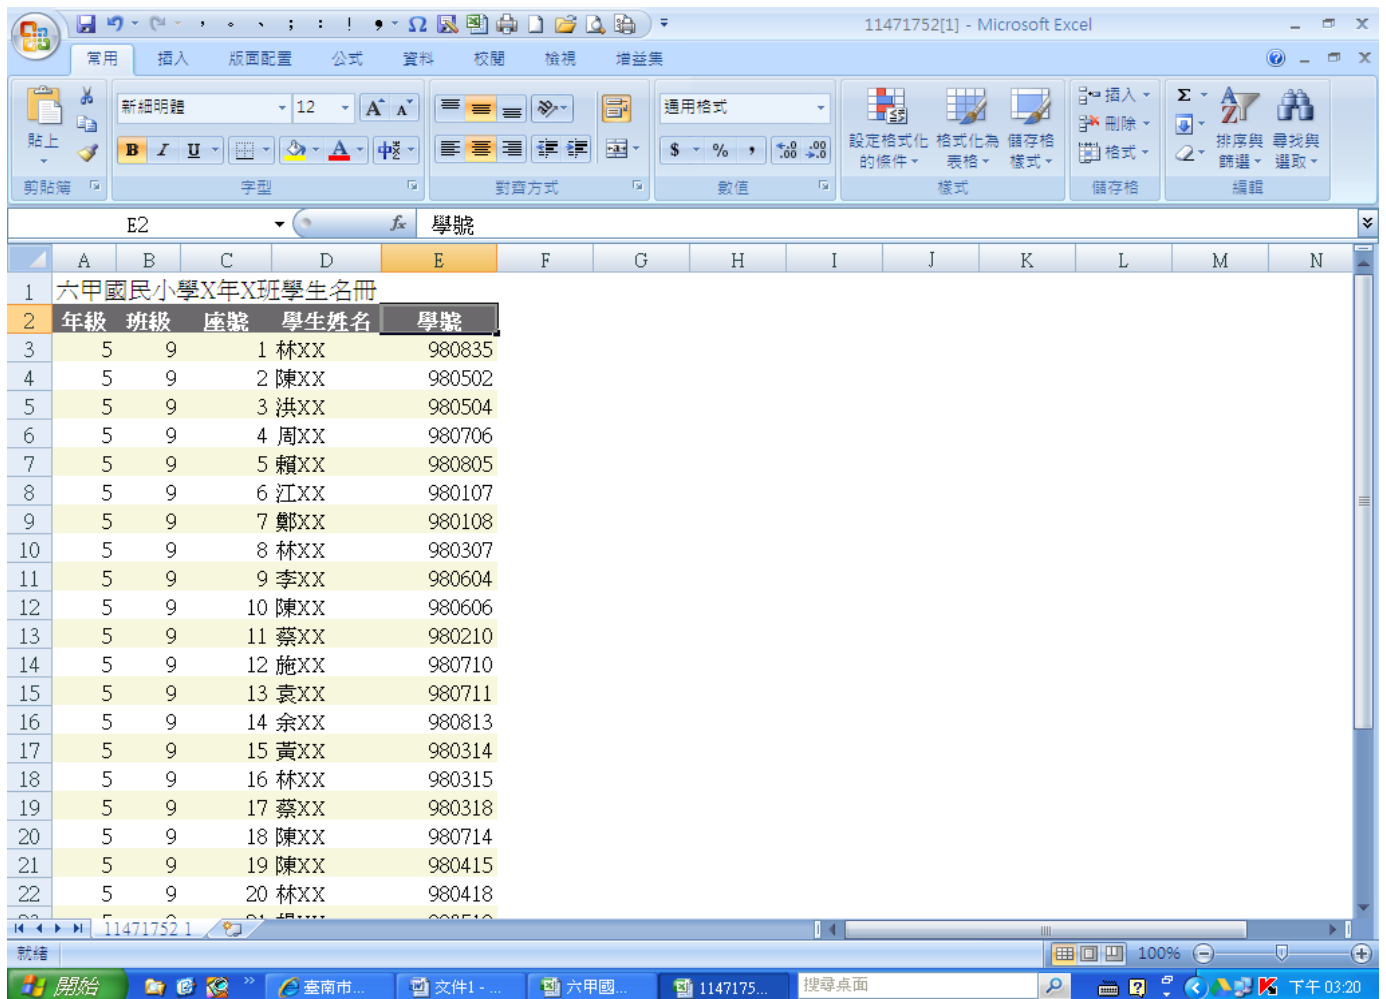 11471752[1] - Microsoft Excel
常用 插入 版面配置 公式 資料 校閱 檢視 增益集
新細明體 12 通用格式
貼上 設定格式化的條件 格式化為表格 儲存格樣式 插入 刪除 格式 排序與篩選 尋找與選取
剪貼簿 字型 對齊方式 數值 樣式 儲存格 編輯
E2 fx 學號
A B C D E F G H I J K L M N
1 六甲國民小學X年X班學生名冊
2 年級 班級 座號 學生姓名 學號
3 5 9 1 林XX 980835
4 5 9 2 陳XX 980502
5 5 9 3 洪XX 980504
6 5 9 4 周XX 980706
7 5 9 5 賴XX 980805
8 5 9 6 江XX 980107
9 5 9 7 鄭XX 980108
10 5 9 8 林XX 980307
11 5 9 9 李XX 980604
12 5 9 10 陳XX 980606
13 5 9 11 蔡XX 980210
14 5 9 12 施XX 980710
15 5 9 13 袁XX 980711
16 5 9 14 余XX 980813
17 5 9 15 黃XX 980314
18 5 9 16 林XX 980315
19 5 9 17 蔡XX 980318
20 5 9 18 陳XX 980714
21 5 9 19 陳XX 980415
22 5 9 20 林XX 980418
11471752 1
就緒 100%
開始 臺南市... 文件1 - ... 六甲國... 1147175... 搜尋桌面 下午 03:20